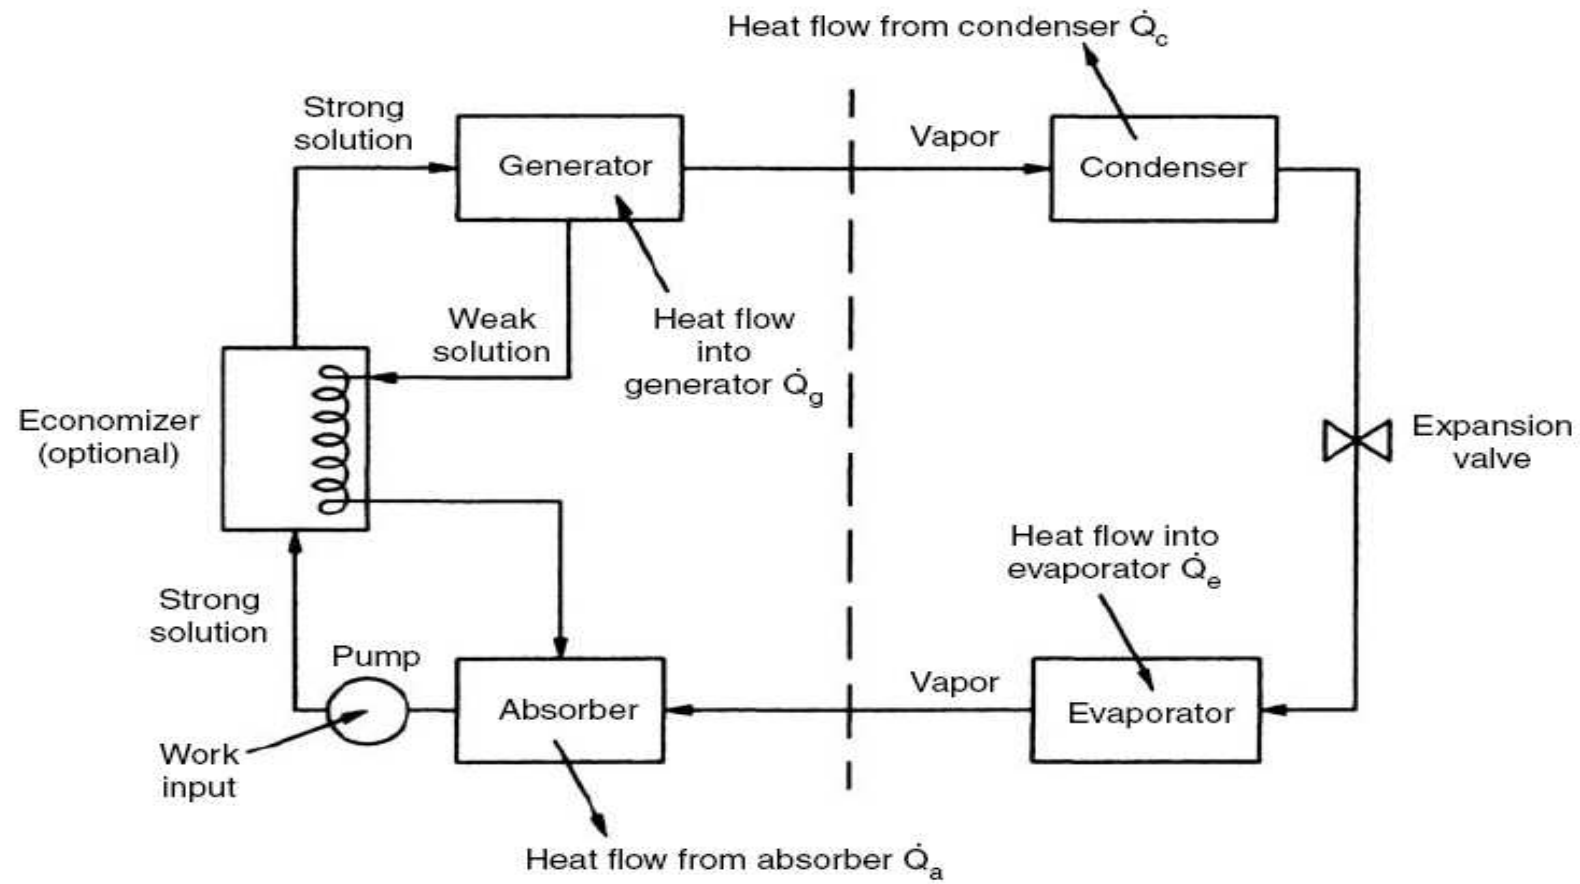 Heat flow from condenser Q̇c
Strong
solution
Generator
Vapor
Condenser
Weak
solution
Heat flow
into
generator Q̇g
Economizer
(optional)
Expansion
valve
Heat flow into
evaporator Q̇e
Strong
solution
Pump
Absorber
Vapor
Evaporator
Work
input
Heat flow from absorber Q̇a